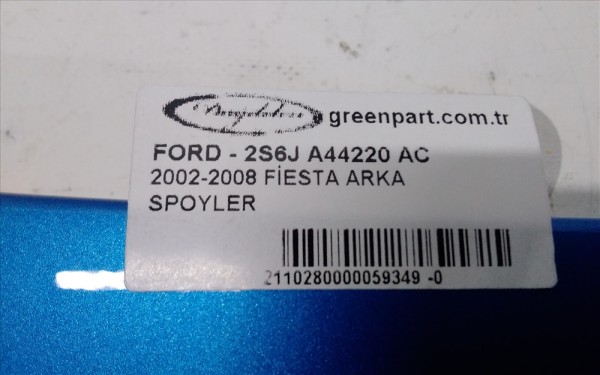 greenpart.com.tr
FORD - 2S6J A44220 AC
2002-2008 FİESTA ARKA
SPOYLER
2110280000059349 -0